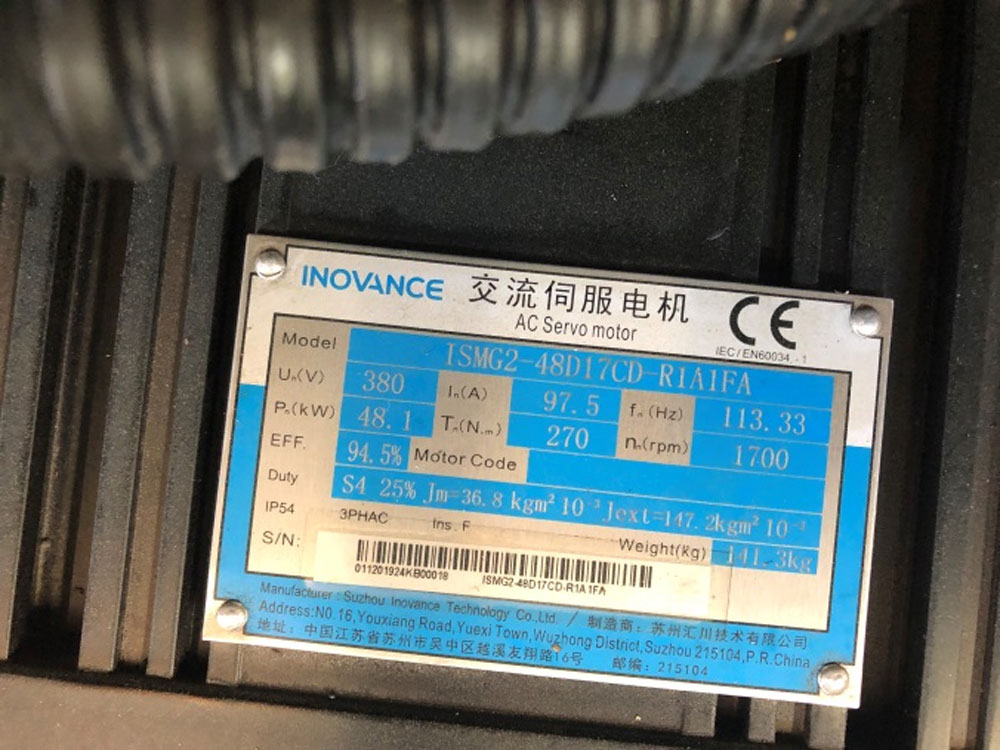 INOVANCE 交流伺服电机 CE
AC Servo motor IEC/EN60034.-1
Model ISMG2-48D17CD-R1A1FA
Uₙ(V) 380 Iₙ(A) 97.5 fₙ(Hz) 113.33
Pₙ(kW) 48.1 Tₙ(N.m) 270 nₙ(rpm) 1700
EFF. 94.5% Motor Code
Duty S4 25% Jm=36.8 kgm² 10⁻³ Jext=147.2kgm² 10⁻³
IP54 3PHAC Ins.F Weight(kg) 141.3kg
S/N:
011201924KB00018 ISMG2-48D17CD-R1A1FA
Manufacturer: Suzhou Inovance Technology Co.,Ltd. / 制造商: 苏州汇川技术有限公司
Address:NO.16,Youxiang Road,Yuexi Town,Wuzhong District,Suzhou 215104,P.R.China
地址: 中国江苏省苏州市吴中区越溪友翔路16号 邮编: 215104